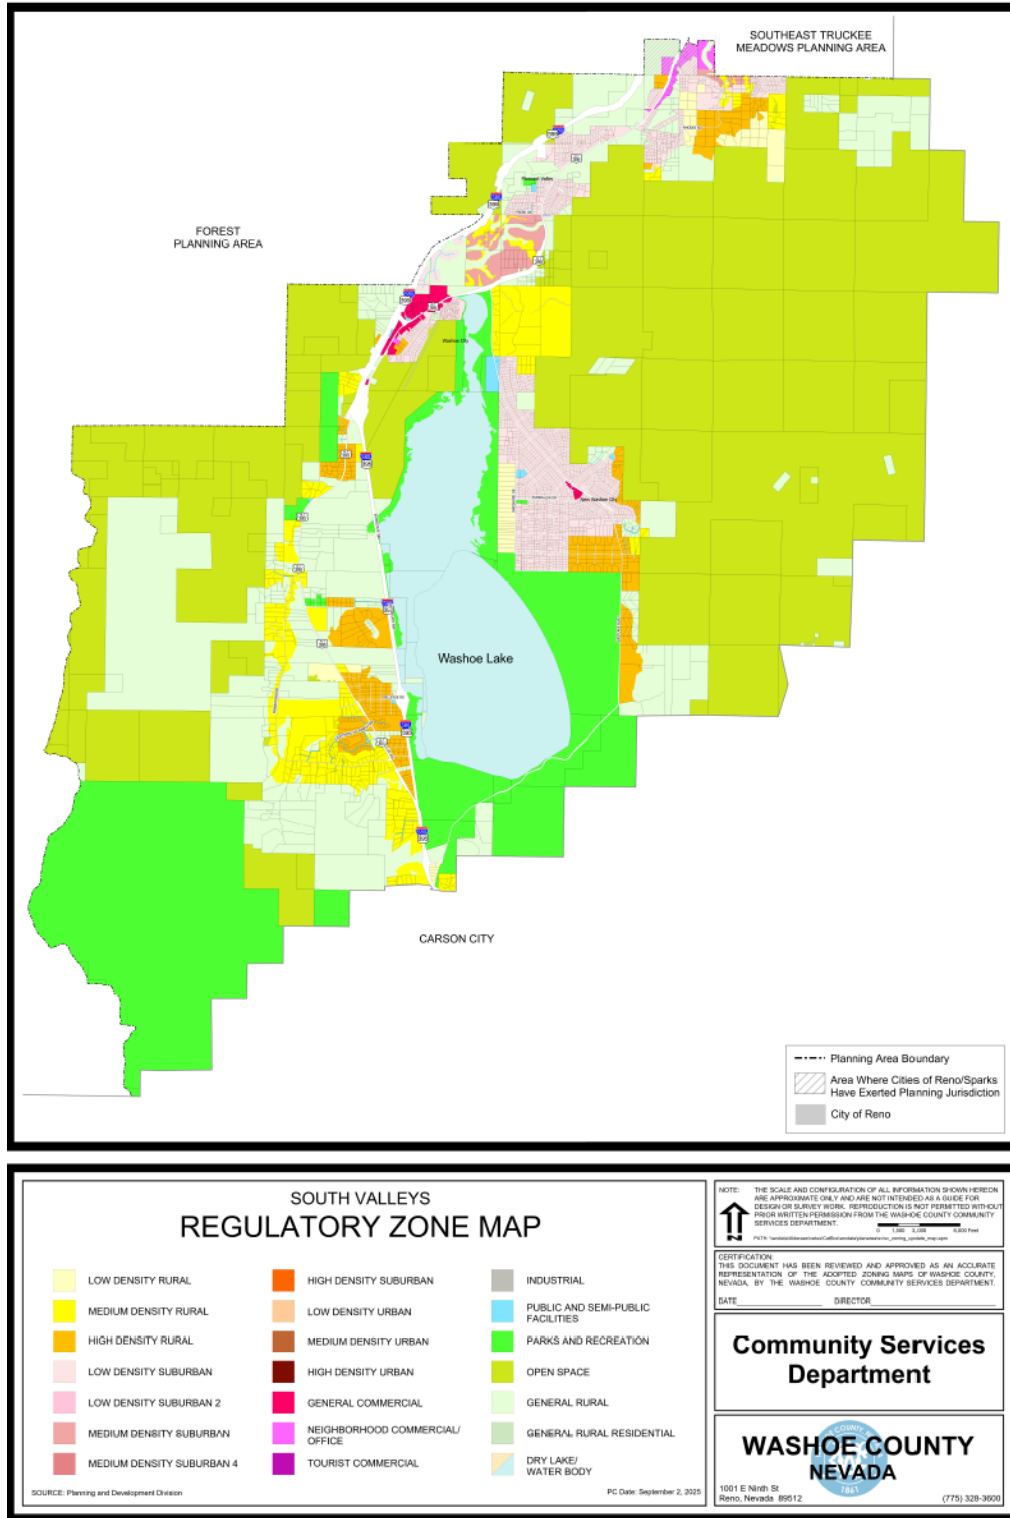 SOUTHEAST TRUCKEE
MEADOWS PLANNING AREA
FOREST
PLANNING AREA
Pleasant Valley
Washoe City
New Washoe City
Washoe Lake
CARSON CITY
Planning Area Boundary
Area Where Cities of Reno/Sparks
Have Exerted Planning Jurisdiction
City of Reno
SOUTH VALLEYS
REGULATORY ZONE MAP
LOW DENSITY RURAL
MEDIUM DENSITY RURAL
HIGH DENSITY RURAL
LOW DENSITY SUBURBAN
LOW DENSITY SUBURBAN 2
MEDIUM DENSITY SUBURBAN
MEDIUM DENSITY SUBURBAN 4
HIGH DENSITY SUBURBAN
LOW DENSITY URBAN
MEDIUM DENSITY URBAN
HIGH DENSITY URBAN
GENERAL COMMERCIAL
NEIGHBORHOOD COMMERCIAL/
OFFICE
TOURIST COMMERCIAL
INDUSTRIAL
PUBLIC AND SEMI-PUBLIC
FACILITIES
PARKS AND RECREATION
OPEN SPACE
GENERAL RURAL
GENERAL RURAL RESIDENTIAL
DRY LAKE/
WATER BODY
SOURCE: Planning and Development Division
PC Date: September 2, 2025
NOTE: THE SCALE AND CONFIGURATION OF ALL INFORMATION SHOWN HEREON
ARE APPROXIMATE ONLY AND ARE NOT INTENDED AS A GUIDE FOR
DESIGN OR SURVEY WORK. REPRODUCTION IS NOT PERMITTED WITHOUT
PRIOR WRITTEN PERMISSION FROM THE WASHOE COUNTY COMMUNITY
SERVICES DEPARTMENT.
N
CERTIFICATION:
THIS DOCUMENT HAS BEEN REVIEWED AND APPROVED AS AN ACCURATE
REPRESENTATION OF THE ADOPTED ZONING MAPS OF WASHOE COUNTY,
NEVADA, BY THE WASHOE COUNTY COMMUNITY SERVICES DEPARTMENT.
DATE DIRECTOR
Community Services
Department
WASHOE COUNTY
NEVADA
1861
1001 E Ninth St
Reno, Nevada 89512
(775) 328-3600